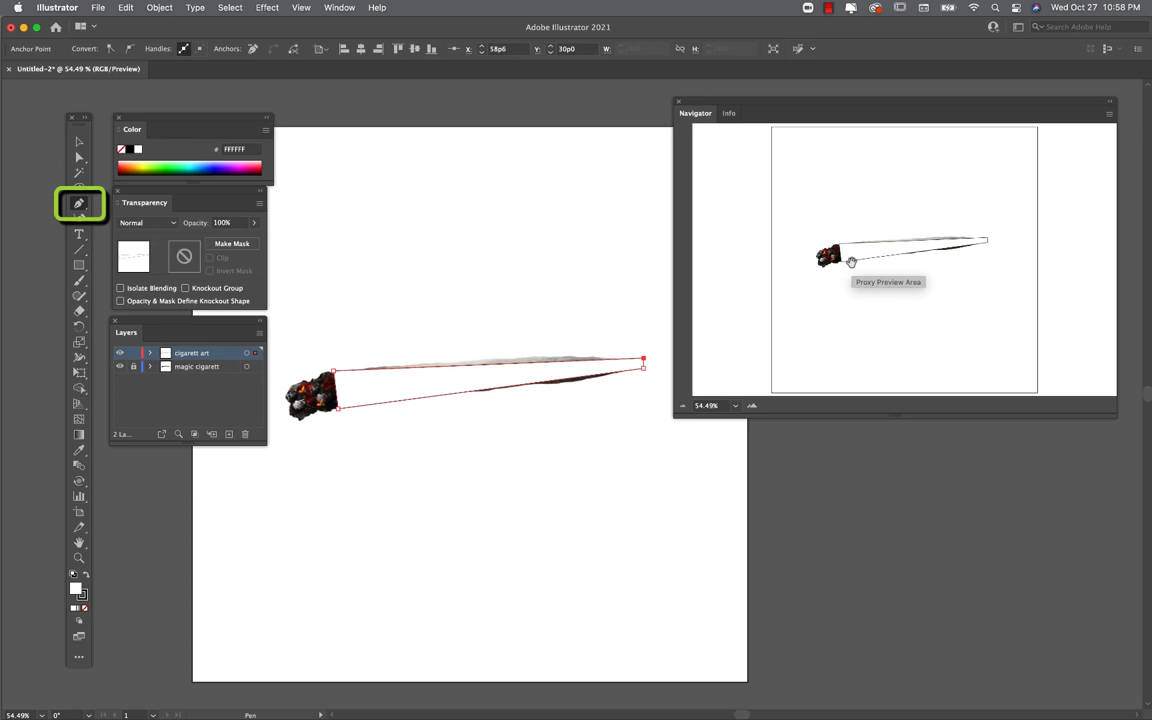 Illustrator File Edit Object Type Select Effect View Window Help Wed Oct 27 10:58 PM
Adobe Illustrator 2021
Search Adobe Help
Anchor Point Convert: Handles: Anchors: X: 58p6 Y: 30p0 W: H:
× Untitled-2* @ 54.49 % (RGB/Preview)
Color
# FFFFFF
Transparency
Normal Opacity: 100%
Make Mask
Clip
Invert Mask
Isolate Blending Knockout Group
Opacity & Mask Define Knockout Shape
Layers
cigarett art
magic cigarett
2 La...
Navigator Info
Proxy Preview Area
54.49%
54.49% 0° 1 Pen